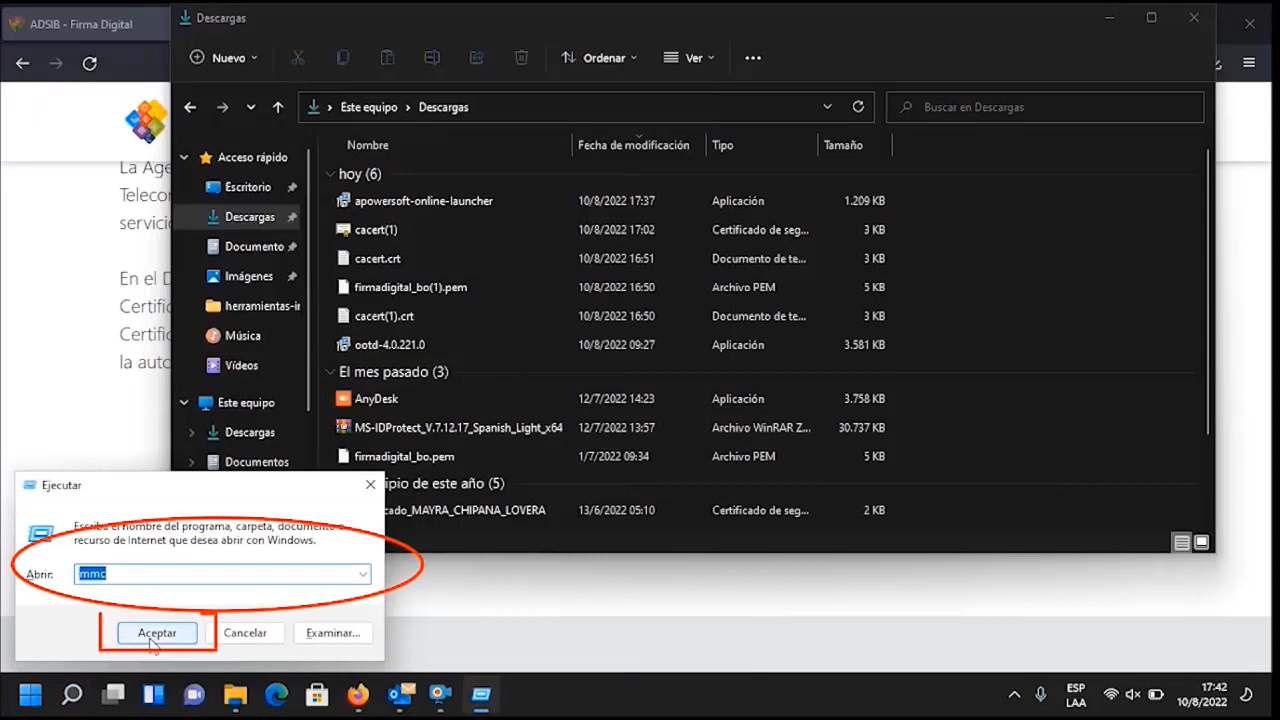 ADSIB - Firma Digital
Descargas
Nuevo
Ordenar
Ver
Este equipo > Descargas
Buscar en Descargas
Nombre
Fecha de modificación
Tipo
Tamaño
Acceso rápido
Escritorio
Descargas
Documento
Imágenes
herramientas-ir
Música
Vídeos
Este equipo
Descargas
Documentos
hoy (6)
apowersoft-online-launcher 10/8/2022 17:37 Aplicación 1.209 KB
cacert(1) 10/8/2022 17:02 Certificado de seg... 3 KB
cacert.crt 10/8/2022 16:51 Documento de te... 3 KB
firmadigital_bo(1).pem 10/8/2022 16:50 Archivo PEM 5 KB
cacert(1).crt 10/8/2022 16:50 Documento de te... 3 KB
ootd-4.0.221.0 10/8/2022 09:27 Aplicación 3.581 KB
El mes pasado (3)
AnyDesk 12/7/2022 14:23 Aplicación 3.758 KB
MS-IDProtect_V.7.12.17_Spanish_Light_x64 12/7/2022 13:57 Archivo WinRAR Z... 30.737 KB
firmadigital_bo.pem 1/7/2022 09:34 Archivo PEM 5 KB
ipio de este año (5)
cado_MAYRA_CHIPANA_LOVERA 13/6/2022 05:10 Certificado de seg... 2 KB
La Age
Telecor
servicio
En el D
Certific
Certific
la auto
Ejecutar
Escriba el nombre del programa, carpeta, documento o
recurso de Internet que desea abrir con Windows.
Abrir: mmc
Aceptar
Cancelar
Examinar...
ESP
LAA
17:42
10/8/2022